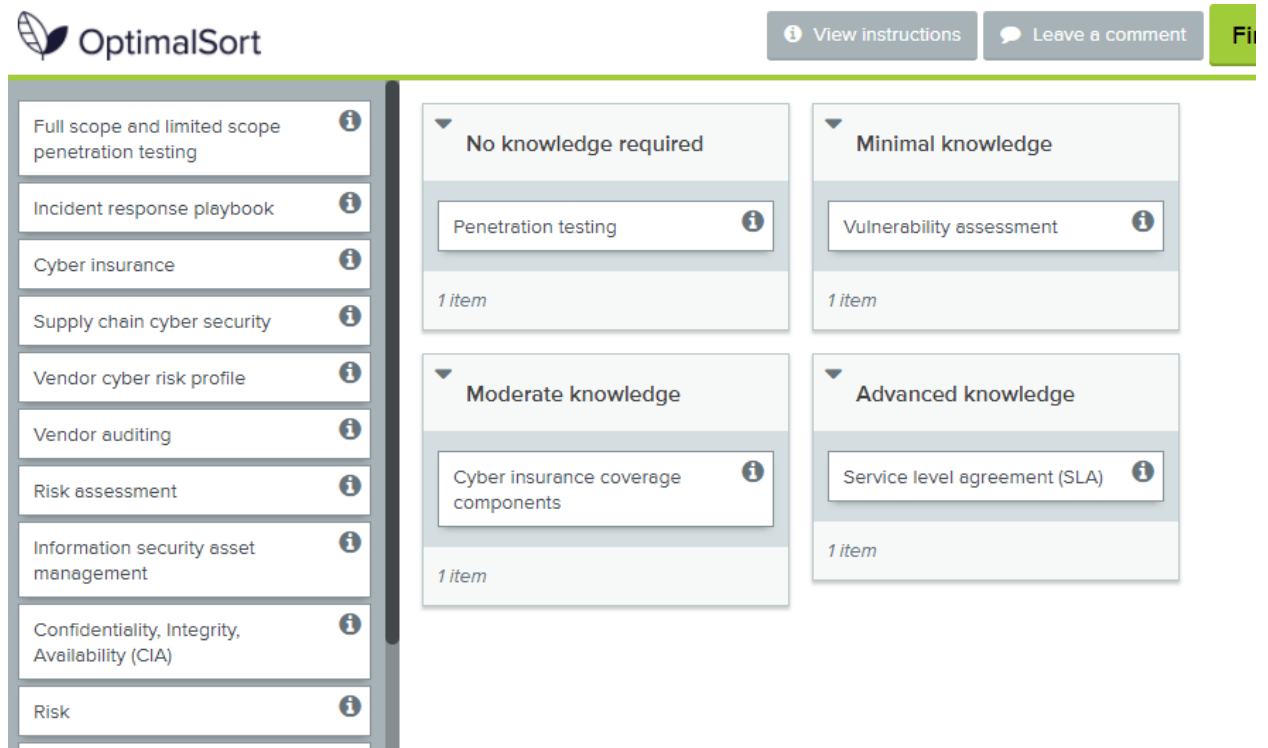 OptimalSort
View instructions
Leave a comment
Full scope and limited scope
penetration testing
Incident response playbook
Cyber insurance
Supply chain cyber security
Vendor cyber risk profile
Vendor auditing
Risk assessment
Information security asset
management
Confidentiality, Integrity,
Availability (CIA)
Risk
No knowledge required
Penetration testing
1 item
Minimal knowledge
Vulnerability assessment
1 item
Moderate knowledge
Cyber insurance coverage
components
1 item
Advanced knowledge
Service level agreement (SLA)
1 item